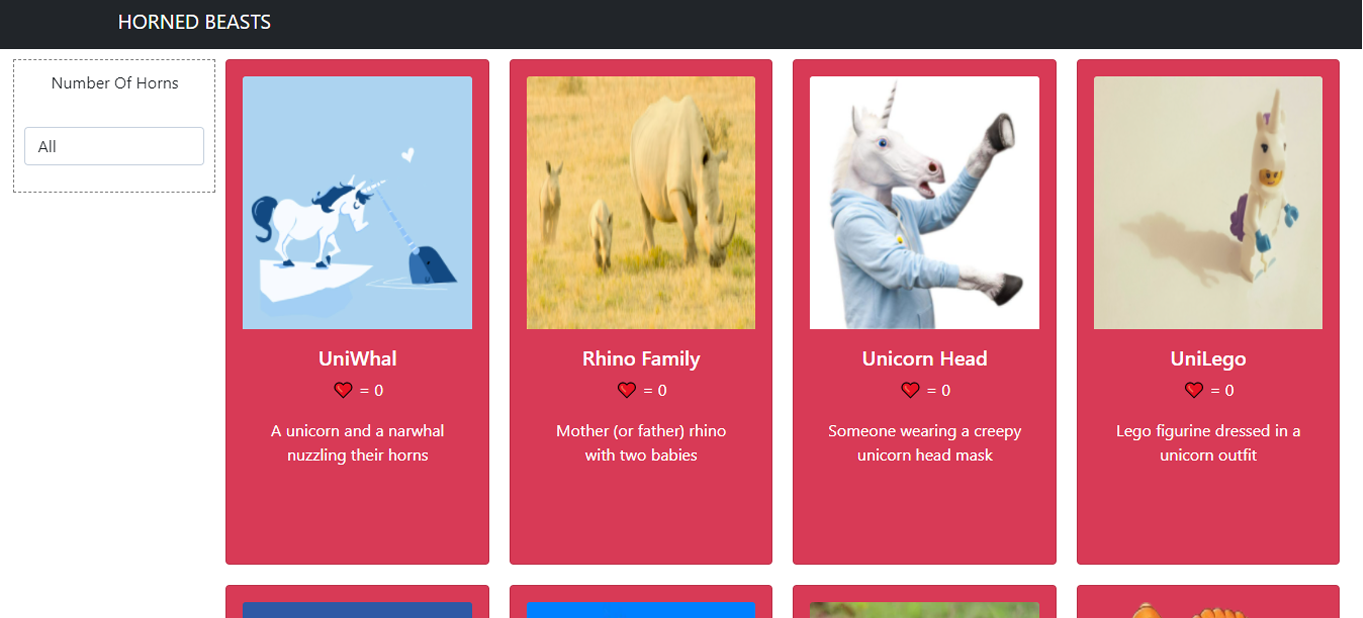 HORNED BEASTS
Number Of Horns
All
UniWhal
= 0
A unicorn and a narwhal
nuzzling their horns
Rhino Family
= 0
Mother (or father) rhino
with two babies
Unicorn Head
= 0
Someone wearing a creepy
unicorn head mask
UniLego
= 0
Lego figurine dressed in a
unicorn outfit